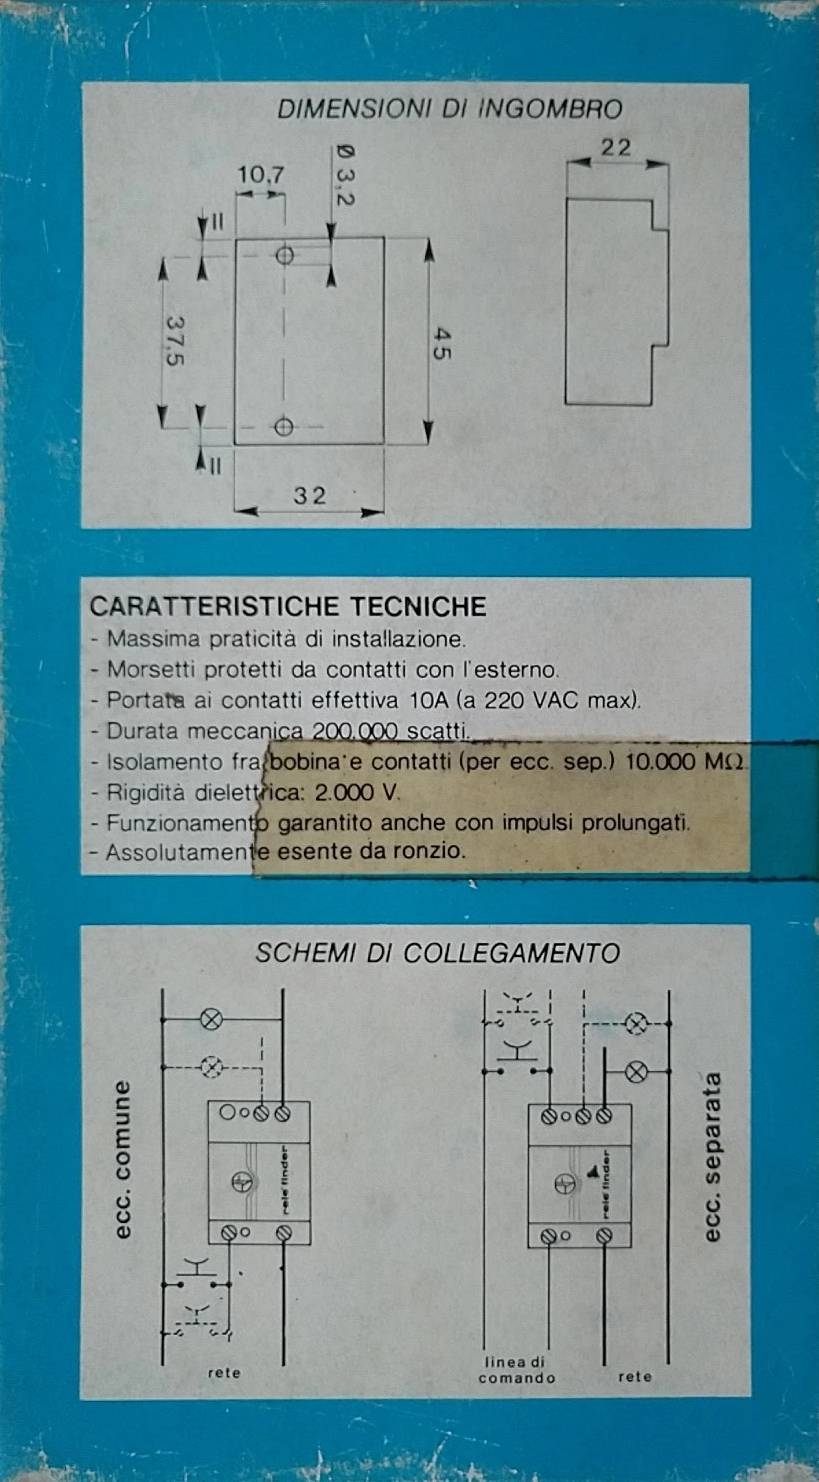 DIMENSIONI DI INGOMBRO
10,7
Ø 3,2
22
=
37,5
45
=
32
CARATTERISTICHE TECNICHE
- Massima praticità di installazione.
- Morsetti protetti da contatti con l'esterno.
- Portata ai contatti effettiva 10A (a 220 VAC max).
- Durata meccanica 200.000 scatti.
- Isolamento fra bobina e contatti (per ecc. sep.) 10.000 MΩ
- Rigidità dielettrica: 2.000 V.
- Funzionamento garantito anche con impulsi prolungati.
- Assolutamente esente da ronzio.
SCHEMI DI COLLEGAMENTO
ecc. comune
relè finder
rete
relè finder
ecc. separata
linea di
comando
rete